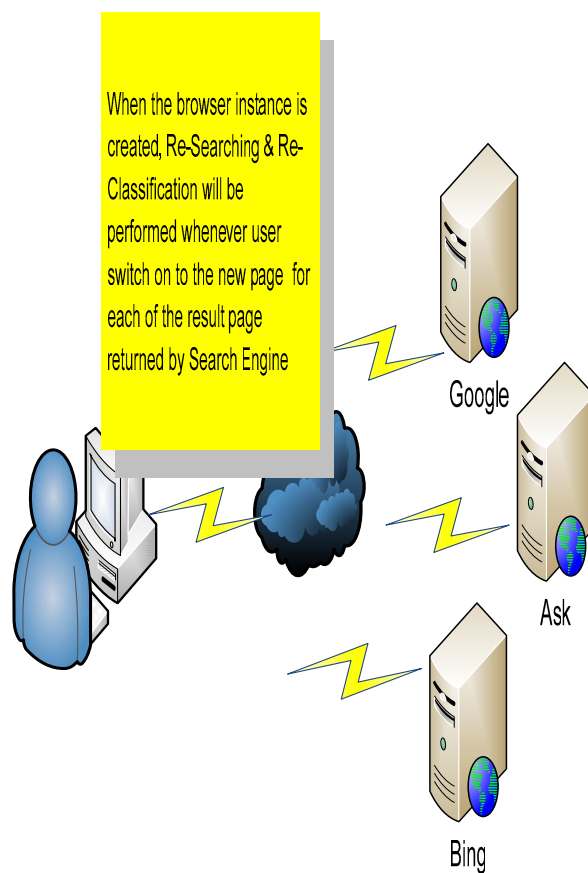 When the browser instance is
created, Re-Searching & Re-
Classification will be
performed whenever user
switch on to the new page  for
each of the result page
returned by Search Engine
Google
Ask
Bing